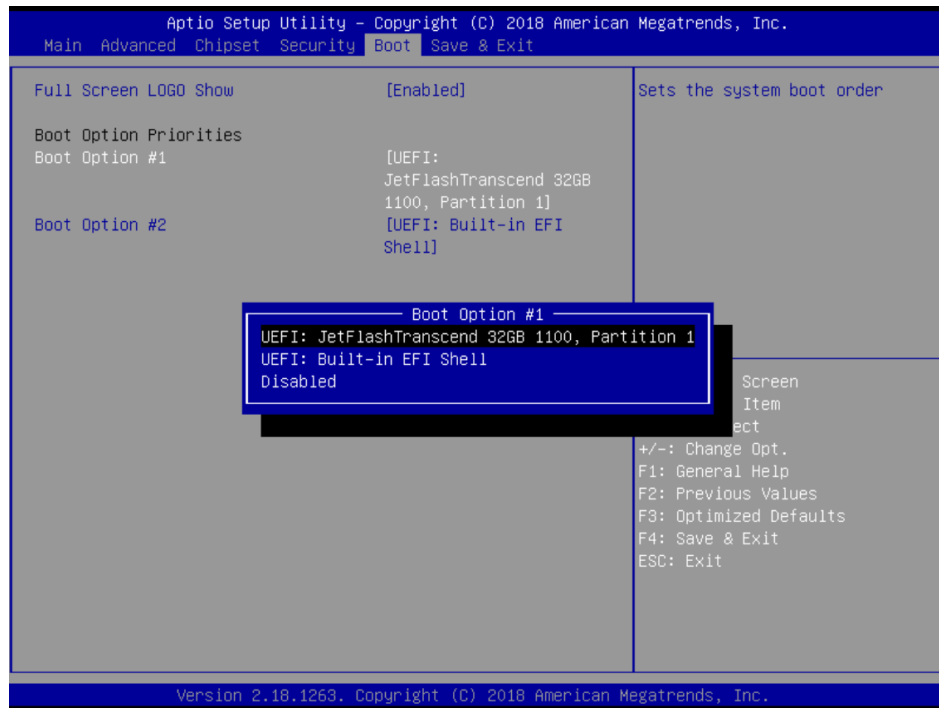 Aptio Setup Utility – Copyright (C) 2018 American Megatrends, Inc.
Main Advanced Chipset Security Boot Save & Exit
Full Screen LOGO Show [Enabled]
Sets the system boot order
Boot Option Priorities
Boot Option #1 [UEFI:
JetFlashTranscend 32GB
1100, Partition 1]
Boot Option #2 [UEFI: Built-in EFI
Shell]
Boot Option #1
UEFI: JetFlashTranscend 32GB 1100, Partition 1
UEFI: Built-in EFI Shell
Disabled
Screen
Item
ect
+/-: Change Opt.
F1: General Help
F2: Previous Values
F3: Optimized Defaults
F4: Save & Exit
ESC: Exit
Version 2.18.1263. Copyright (C) 2018 American Megatrends, Inc.